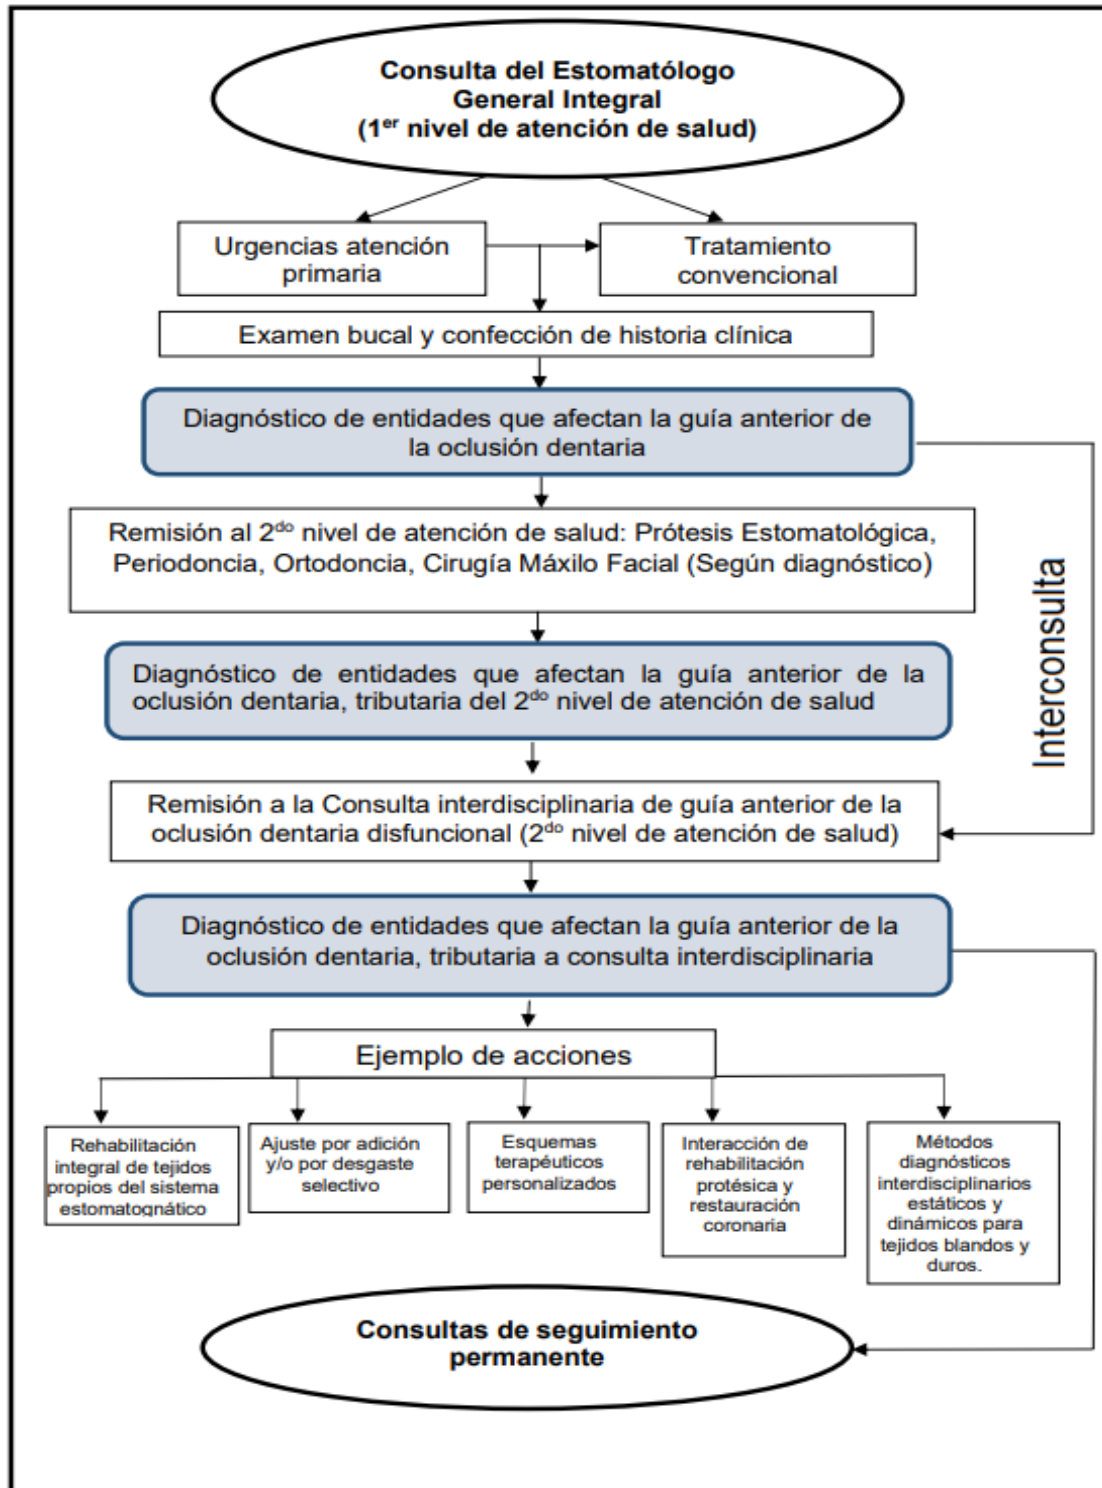 Consulta del Estomatólogo
General Integral
(1er nivel de atención de salud)
Urgencias atención
primaria
Tratamiento
convencional
Examen bucal y confección de historia clínica
Diagnóstico de entidades que afectan la guía anterior de
la oclusión dentaria
Remisión al 2do nivel de atención de salud: Prótesis Estomatológica,
Periodoncia, Ortodoncia, Cirugía Máxilo Facial (Según diagnóstico)
Interconsulta
Diagnóstico de entidades que afectan la guía anterior de la
oclusión dentaria, tributaria del 2do nivel de atención de salud
Remisión a la Consulta interdisciplinaria de guía anterior de la
oclusión dentaria disfuncional (2do nivel de atención de salud)
Diagnóstico de entidades que afectan la guía anterior de la
oclusión dentaria, tributaria a consulta interdisciplinaria
Ejemplo de acciones
Rehabilitación
integral de tejidos
propios del sistema
estomatognático
Ajuste por adición
y/o por desgaste
selectivo
Esquemas
terapéuticos
personalizados
Interacción de
rehabilitación
protésica y
restauración
coronaria
Métodos
diagnósticos
interdisciplinarios
estáticos y
dinámicos para
tejidos blandos y
duros.
Consultas de seguimiento
permanente